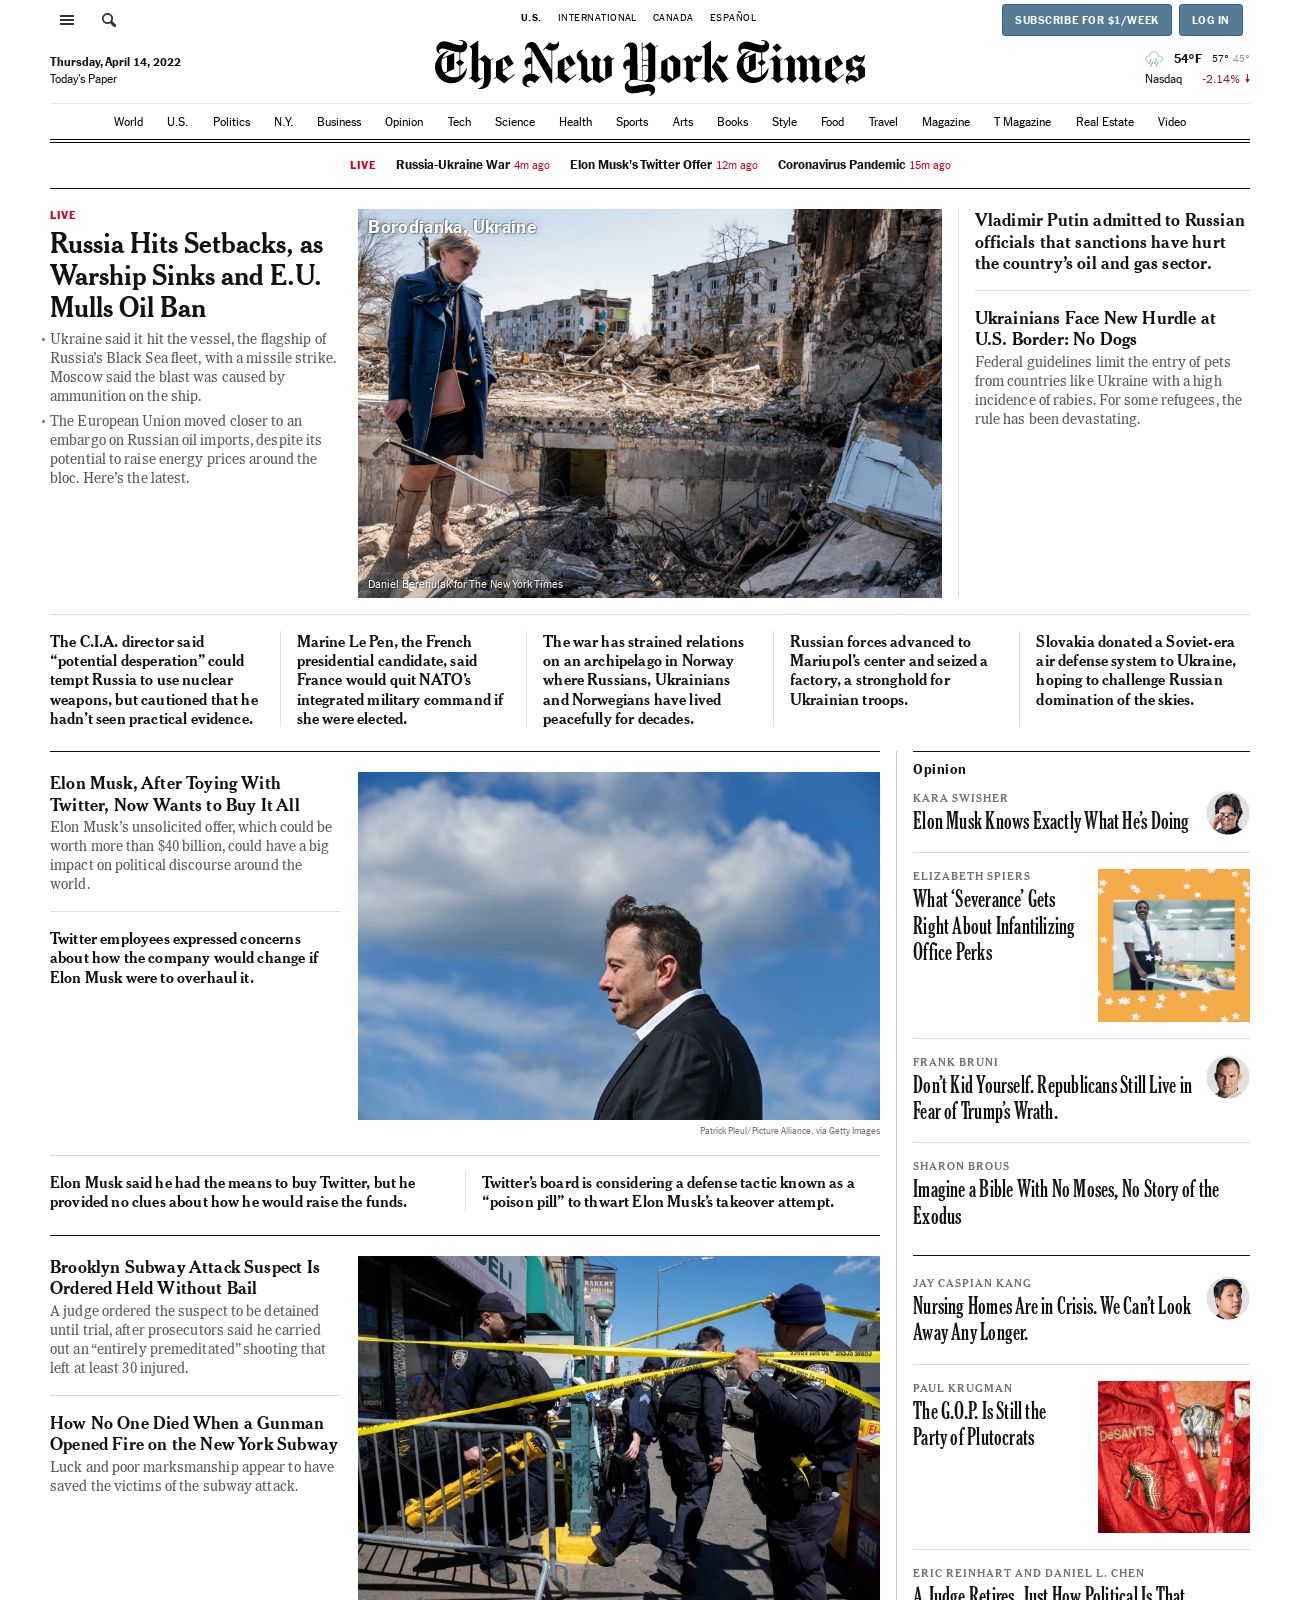 U.S. INTERNATIONAL CANADA ESPAÑOL
SUBSCRIBE FOR $1/WEEK
LOG IN
Thursday, April 14, 2022
Today's Paper
The New York Times
54°F 57° 45°
Nasdaq -2.14%
World U.S. Politics N.Y. Business Opinion Tech Science Health Sports Arts Books Style Food Travel Magazine T Magazine Real Estate Video
LIVE Russia-Ukraine War 4m ago Elon Musk's Twitter Offer 12m ago Coronavirus Pandemic 15m ago
LIVE
Russia Hits Setbacks, as
Warship Sinks and E.U.
Mulls Oil Ban
• Ukraine said it hit the vessel, the flagship of
Russia’s Black Sea fleet, with a missile strike.
Moscow said the blast was caused by
ammunition on the ship.
• The European Union moved closer to an
embargo on Russian oil imports, despite its
potential to raise energy prices around the
bloc. Here’s the latest.
Borodianka, Ukraine
Daniel Berehulak for The New York Times
Vladimir Putin admitted to Russian
officials that sanctions have hurt
the country’s oil and gas sector.
Ukrainians Face New Hurdle at
U.S. Border: No Dogs
Federal guidelines limit the entry of pets
from countries like Ukraine with a high
incidence of rabies. For some refugees, the
rule has been devastating.
The C.I.A. director said
“potential desperation” could
tempt Russia to use nuclear
weapons, but cautioned that he
hadn’t seen practical evidence.
Marine Le Pen, the French
presidential candidate, said
France would quit NATO’s
integrated military command if
she were elected.
The war has strained relations
on an archipelago in Norway
where Russians, Ukrainians
and Norwegians have lived
peacefully for decades.
Russian forces advanced to
Mariupol’s center and seized a
factory, a stronghold for
Ukrainian troops.
Slovakia donated a Soviet-era
air defense system to Ukraine,
hoping to challenge Russian
domination of the skies.
Elon Musk, After Toying With
Twitter, Now Wants to Buy It All
Elon Musk’s unsolicited offer, which could be
worth more than $40 billion, could have a big
impact on political discourse around the
world.
Twitter employees expressed concerns
about how the company would change if
Elon Musk were to overhaul it.
Patrick Pleul/Picture Alliance, via Getty Images
Elon Musk said he had the means to buy Twitter, but he
provided no clues about how he would raise the funds.
Twitter’s board is considering a defense tactic known as a
“poison pill” to thwart Elon Musk’s takeover attempt.
Brooklyn Subway Attack Suspect Is
Ordered Held Without Bail
A judge ordered the suspect to be detained
until trial, after prosecutors said he carried
out an “entirely premeditated” shooting that
left at least 30 injured.
How No One Died When a Gunman
Opened Fire on the New York Subway
Luck and poor marksmanship appear to have
saved the victims of the subway attack.
DELI
BAKERY
Opinion
KARA SWISHER
Elon Musk Knows Exactly What He’s Doing
ELIZABETH SPIERS
What ‘Severance’ Gets
Right About Infantilizing
Office Perks
FRANK BRUNI
Don’t Kid Yourself. Republicans Still Live in
Fear of Trump’s Wrath.
SHARON BROUS
Imagine a Bible With No Moses, No Story of the
Exodus
JAY CASPIAN KANG
Nursing Homes Are in Crisis. We Can’t Look
Away Any Longer.
PAUL KRUGMAN
The G.O.P. Is Still the
Party of Plutocrats
DeSANTIS
ERIC REINHART AND DANIEL L. CHEN
A Judge Retires. Just How Political Is That